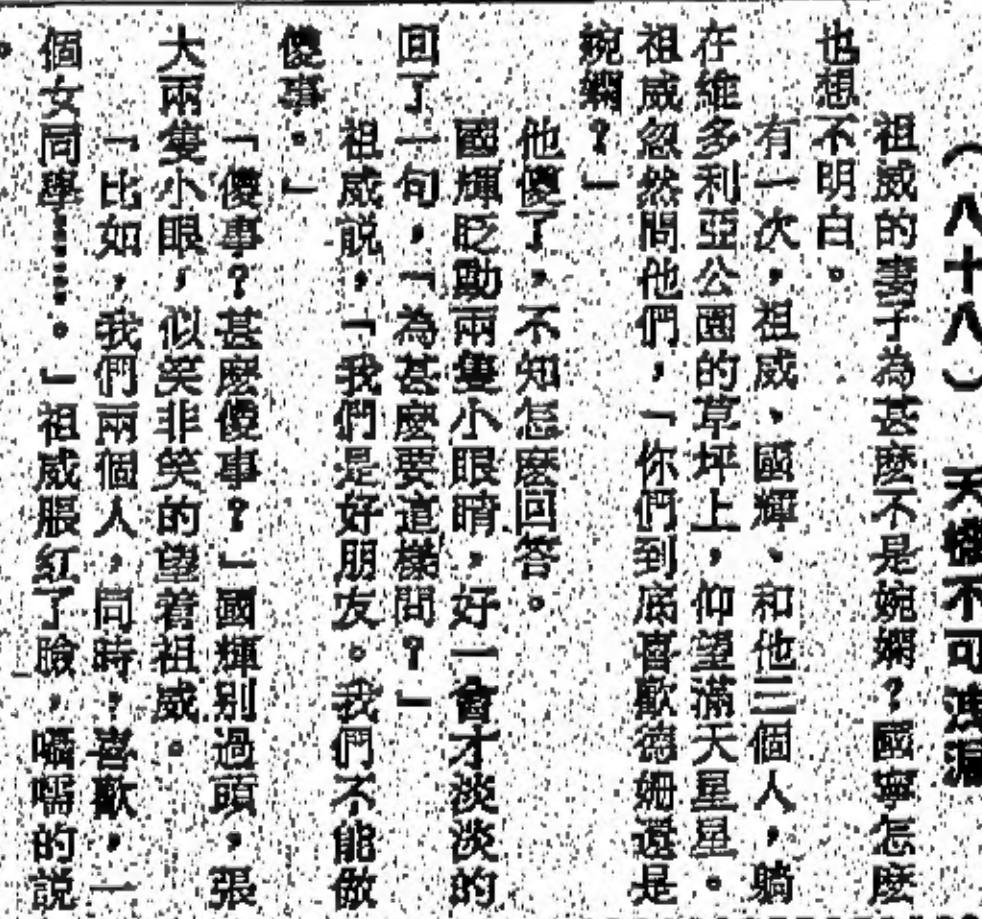 （八十八） 天機不可洩漏
祖威的妻子為甚麼不是婉嫻？國寧怎麼
也想不明白。
有一次，祖威、國輝、和他三個人，躺
在維多利亞公園的草坪上，仰望滿天星星。
祖威忽然問他們，「你們到底喜歡德姗還是
婉嫻？」
他傻了，不知怎麼回答。
國輝眨動兩隻小眼睛，好一會才淡淡的
回了一句，「為甚麼要這樣問？」
祖威説，「我們是好朋友。我們不能做
傻事。」
「傻事？甚麼傻事？」國輝別過頭，張
大兩隻小眼，似笑非笑的望着祖威。
「比如，我們兩個人，同時，喜歡，一
個女同學……。」祖威脹紅了臉，囁嚅的説
。